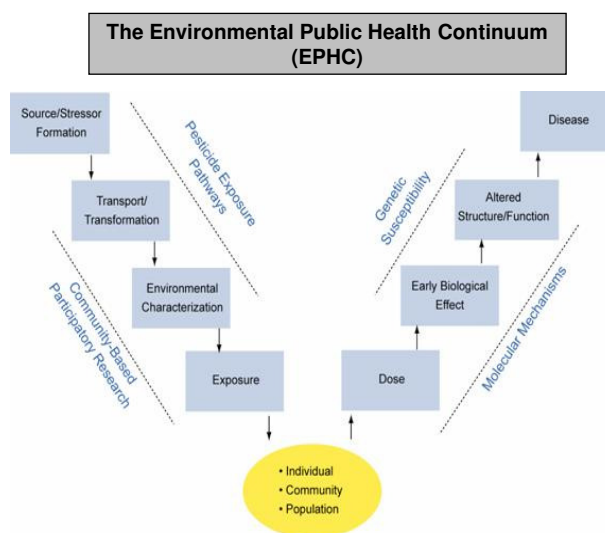 The Environmental Public Health Continuum
(EPHC)
Source/Stressor
Formation
Transport/
Transformation
Environmental
Characterization
Exposure
Pesticide Exposure
Pathways
Community-Based
Participatory Research
• Individual
• Community
• Population
Dose
Early Biological
Effect
Altered
Structure/Function
Disease
Genetic
Susceptibility
Molecular Mechanisms